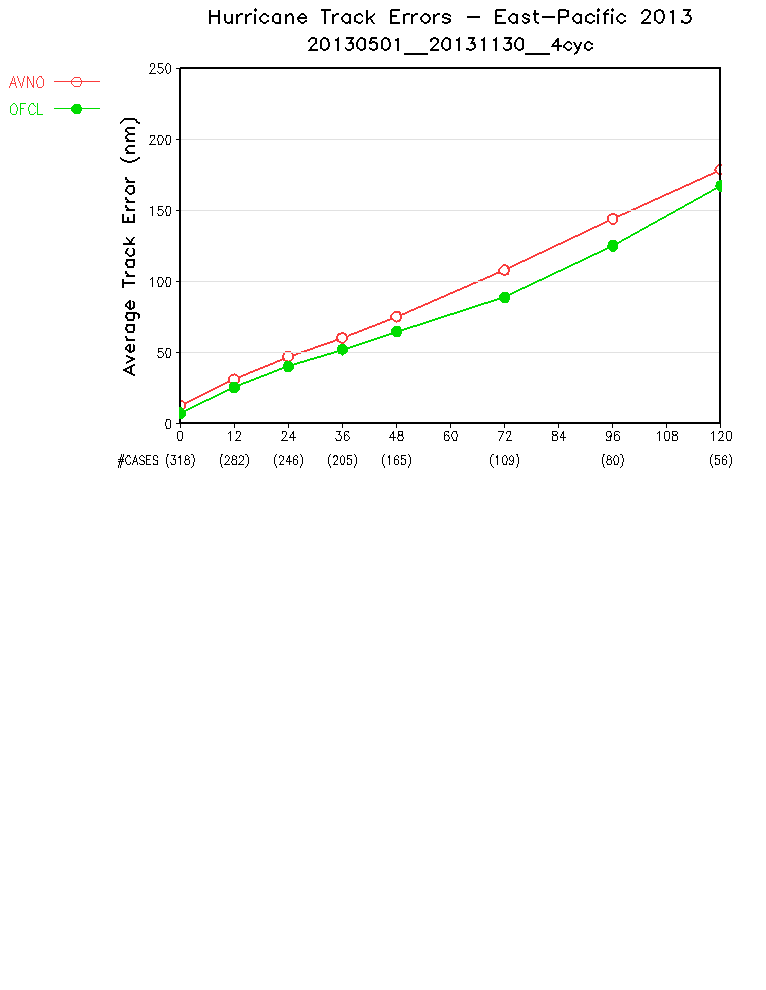 Hurricane Track Errors - East-Pacific 2013
20130501__20131130__4cyc
AVNO
OFCL
Average Track Error (nm)
250
200
150
100
50
0
0 12 24 36 48 60 72 84 96 108 120
#CASES (318) (282) (246) (205) (165) (109) (80) (56)